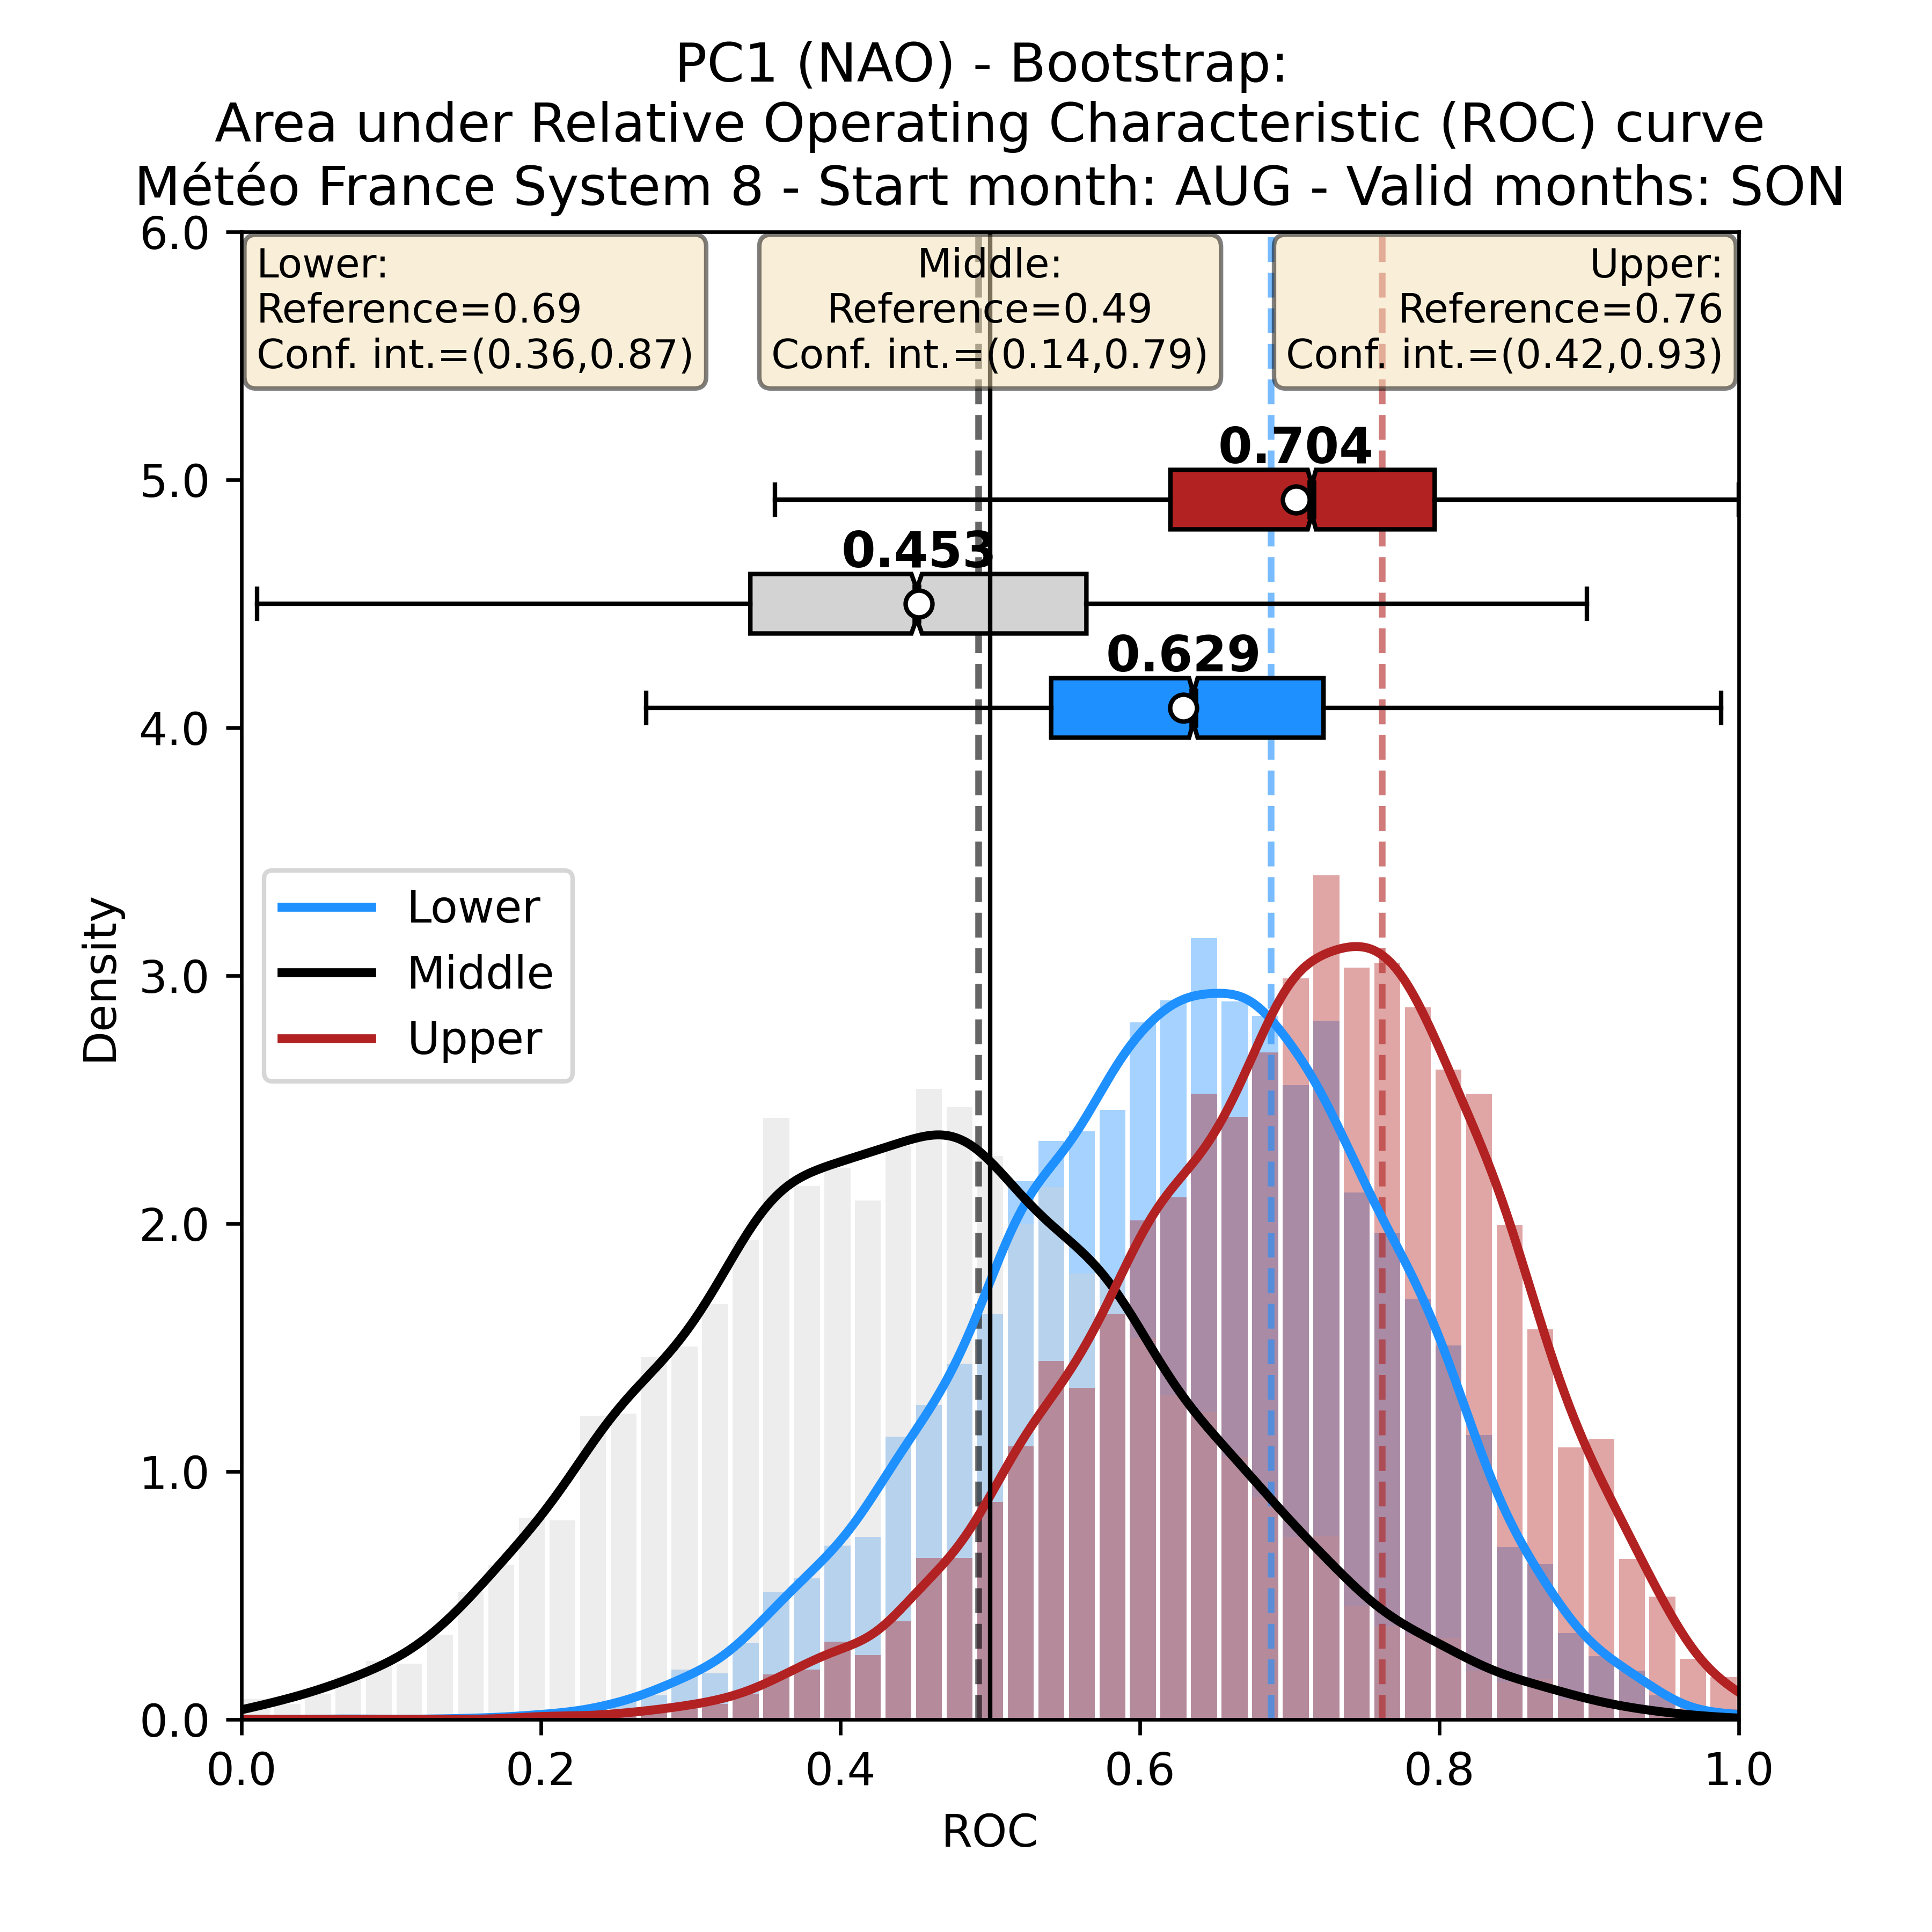 PC1 (NAO) - Bootstrap:
Area under Relative Operating Characteristic (ROC) curve
Météo France System 8 - Start month: AUG - Valid months: SON
Lower:
Reference=0.69
Conf. int.=(0.36,0.87)
Middle:
Reference=0.49
Conf. int.=(0.14,0.79)
Upper:
Reference=0.76
Conf. int.=(0.42,0.93)
0.704
0.453
0.629
Lower
Middle
Upper
Density
6.0
5.0
4.0
3.0
2.0
1.0
0.0
0.0 0.2 0.4 0.6 0.8 1.0
ROC